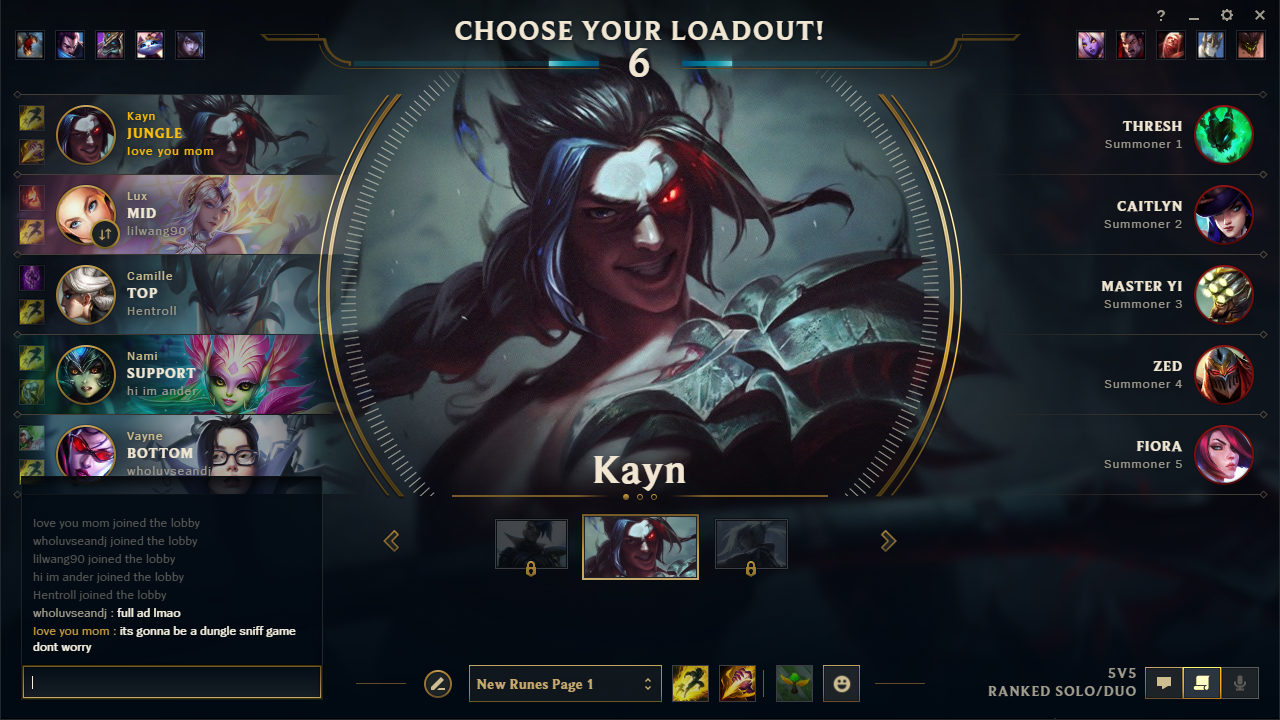 CHOOSE YOUR LOADOUT!
6
?
Kayn
JUNGLE
love you mom
Lux
MID
lilwang90
Camille
TOP
Hentroll
Nami
SUPPORT
hi im ander
Vayne
BOTTOM
wholuvseandj
THRESH
Summoner 1
CAITLYN
Summoner 2
MASTER YI
Summoner 3
ZED
Summoner 4
FIORA
Summoner 5
Kayn
love you mom joined the lobby
wholuvseandj joined the lobby
lilwang90 joined the lobby
hi im ander joined the lobby
Hentroll joined the lobby
wholuvseandj : full ad lmao
love you mom : its gonna be a dungle sniff game
dont worry
New Runes Page 1
5V5
RANKED SOLO/DUO